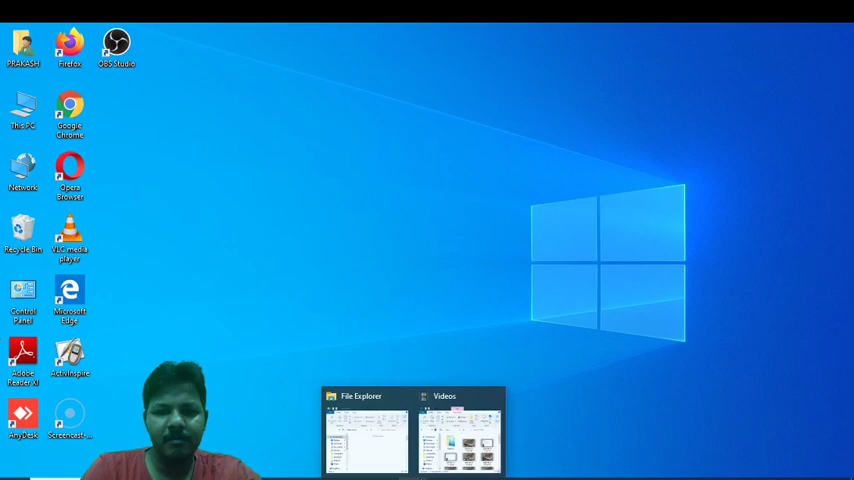 PRAKASH
Firefox
OBS Studio
This PC
Google
Chrome
Network
Opera
Browser
Recycle Bin
VLC media
player
Control
Panel
Microsoft
Edge
Adobe
Reader XI
ActivInspire
AnyDesk
Screencast-...
File Explorer
Videos